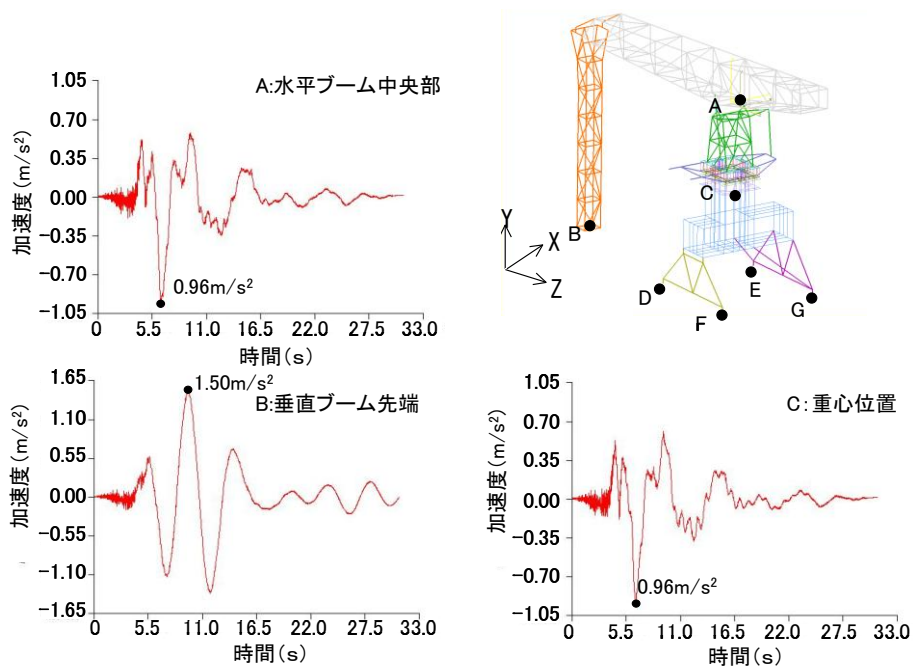 A:水平ブーム中央部
加速度(m/s²)
1.05
0.70
0.35
0.00
−0.35
−0.70
−1.05
0.96m/s²
0
5.5
11.0
16.5
22.0
27.5
33.0
時間(s)
A
B
C
D
E
F
G
Y
X
Z
B:垂直ブーム先端
加速度(m/s²)
1.65
1.10
0.55
0.00
−0.55
−1.10
−1.65
1.50m/s²
0
5.5
11.0
16.5
22.0
27.5
33.0
時間(s)
C:重心位置
加速度(m/s²)
1.05
0.70
0.35
0.00
−0.35
−0.70
−1.05
0.96m/s²
0
5.5
11.0
16.5
22.0
27.5
33.0
時間(s)